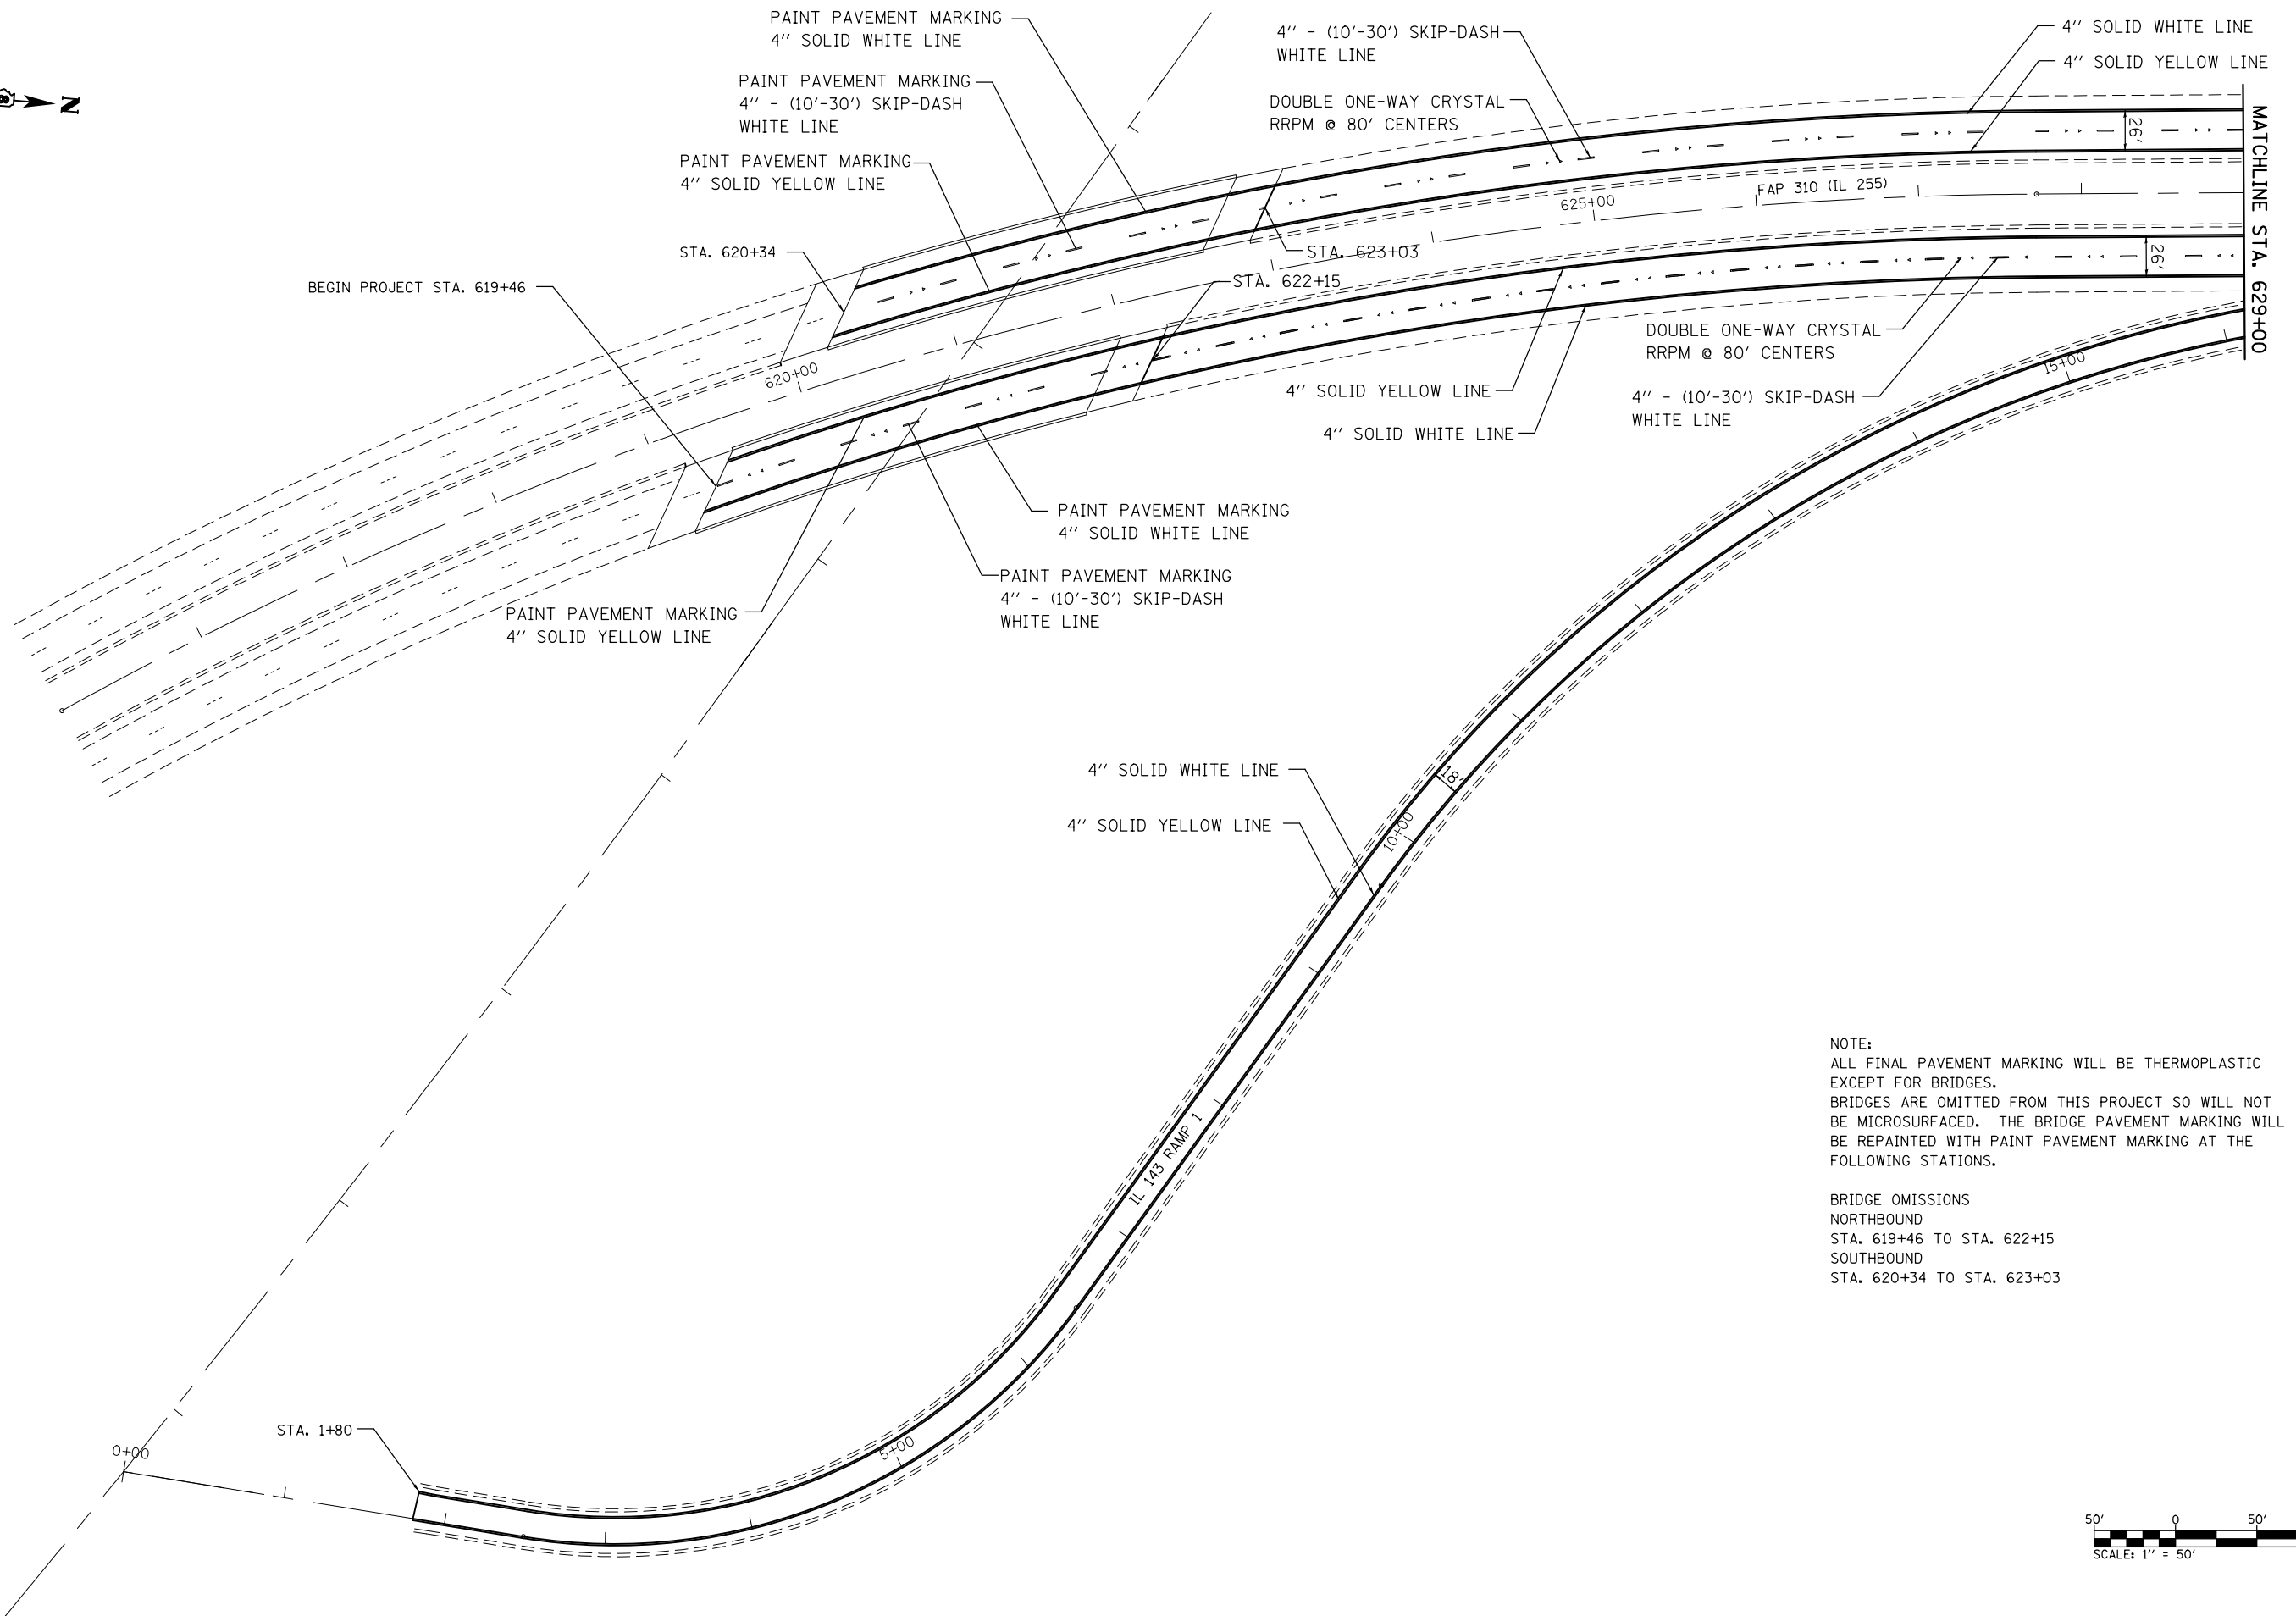 PAINT PAVEMENT MARKING
4" SOLID WHITE LINE
4" - (10'-30') SKIP-DASH
WHITE LINE
4" SOLID WHITE LINE
4" SOLID YELLOW LINE
PAINT PAVEMENT MARKING
4" - (10'-30') SKIP-DASH
WHITE LINE
DOUBLE ONE-WAY CRYSTAL
RRPM @ 80' CENTERS
N
PAINT PAVEMENT MARKING
4" SOLID YELLOW LINE
26'
MATCHLINE STA. 629+00
FAP 310 (IL 255)
625+00
STA. 620+34
STA. 623+03
26'
BEGIN PROJECT STA. 619+46
STA. 622+15
620+00
DOUBLE ONE-WAY CRYSTAL
RRPM @ 80' CENTERS
15+00
4" SOLID YELLOW LINE
4" - (10'-30') SKIP-DASH
WHITE LINE
4" SOLID WHITE LINE
PAINT PAVEMENT MARKING
4" SOLID WHITE LINE
PAINT PAVEMENT MARKING
4" - (10'-30') SKIP-DASH
WHITE LINE
PAINT PAVEMENT MARKING
4" SOLID YELLOW LINE
4" SOLID WHITE LINE
18'
4" SOLID YELLOW LINE
10+00
IL 143 RAMP 1
NOTE:
ALL FINAL PAVEMENT MARKING WILL BE THERMOPLASTIC
EXCEPT FOR BRIDGES.
BRIDGES ARE OMITTED FROM THIS PROJECT SO WILL NOT
BE MICROSURFACED. THE BRIDGE PAVEMENT MARKING WILL
BE REPAINTED WITH PAINT PAVEMENT MARKING AT THE
FOLLOWING STATIONS.
BRIDGE OMISSIONS
NORTHBOUND
STA. 619+46 TO STA. 622+15
SOUTHBOUND
STA. 620+34 TO STA. 623+03
STA. 1+80
0+00
5+00
50' 0 50'
SCALE: 1" = 50'